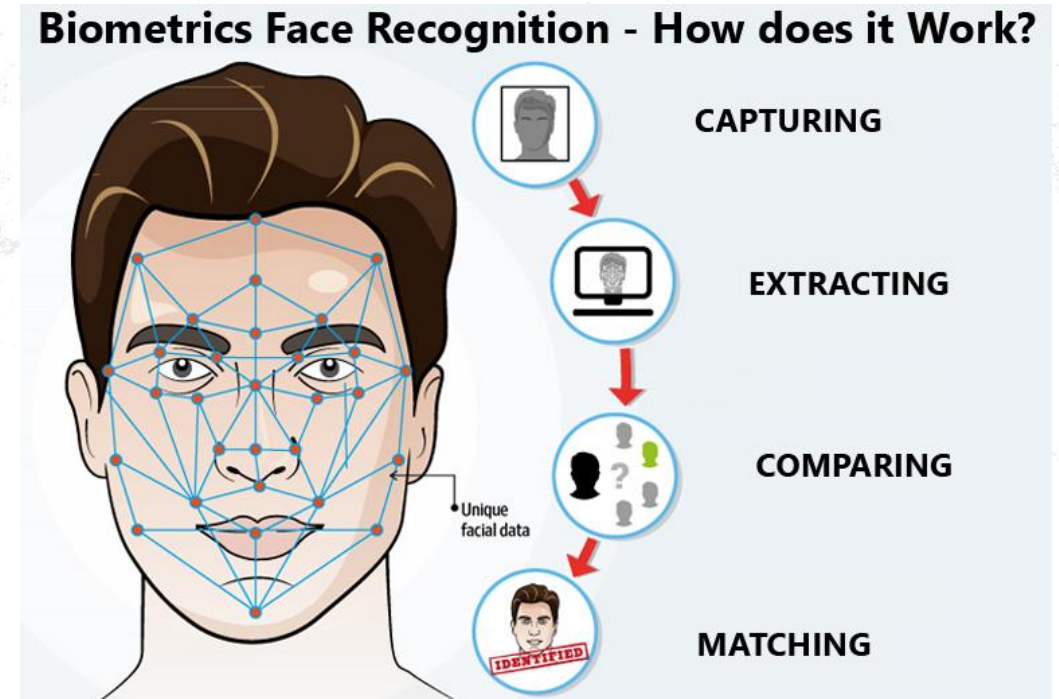 Biometrics Face Recognition - How does it Work?
CAPTURING
EXTRACTING
COMPARING
?
Unique
facial data
IDENTIFIED
MATCHING